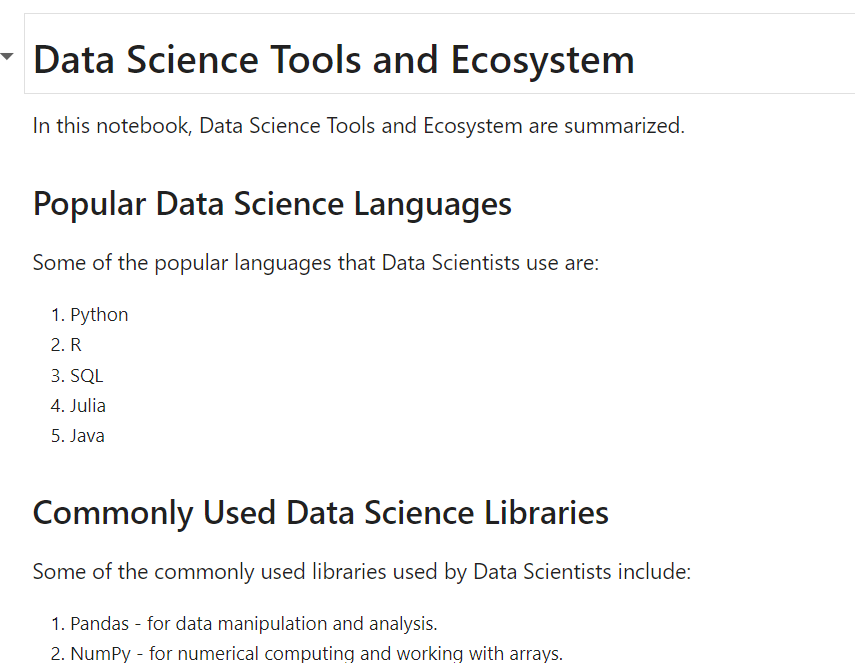 Data Science Tools and Ecosystem
In this notebook, Data Science Tools and Ecosystem are summarized.
Popular Data Science Languages
Some of the popular languages that Data Scientists use are:
1. Python
2. R
3. SQL
4. Julia
5. Java
Commonly Used Data Science Libraries
Some of the commonly used libraries used by Data Scientists include:
1. Pandas - for data manipulation and analysis.
2. NumPy - for numerical computing and working with arrays.